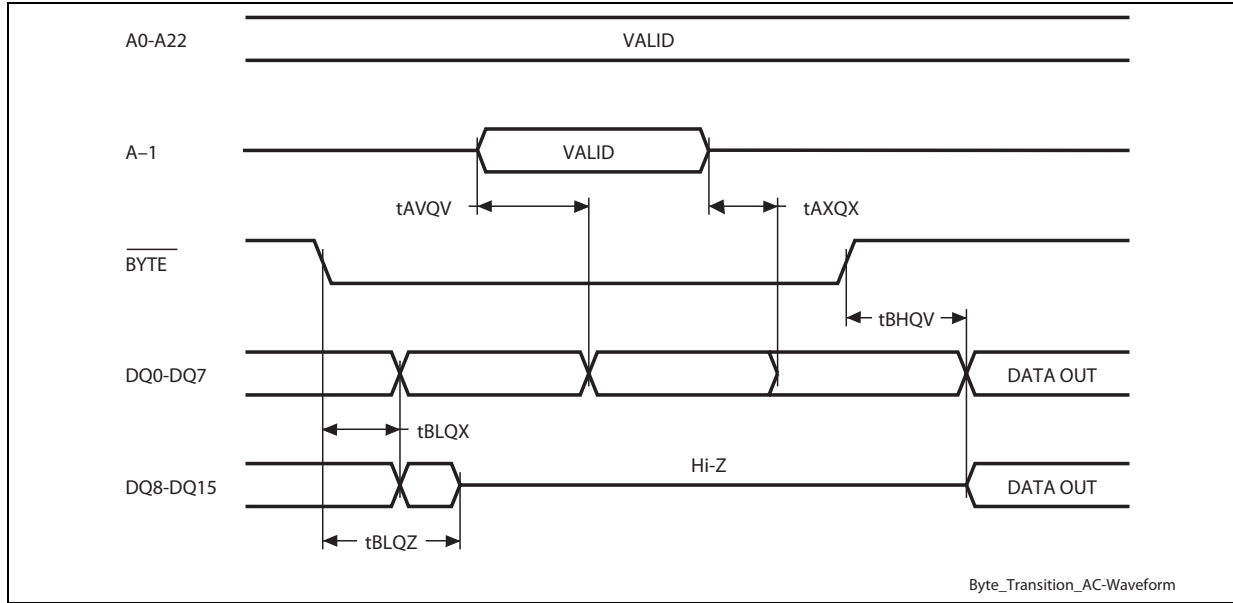 A0-A22
VALID
A–1
VALID
tAVQV
tAXQX
BYTE
tBHQV
DQ0-DQ7
DATA OUT
tBLQX
Hi-Z
DQ8-DQ15
DATA OUT
tBLQZ
Byte_Transition_AC-Waveform